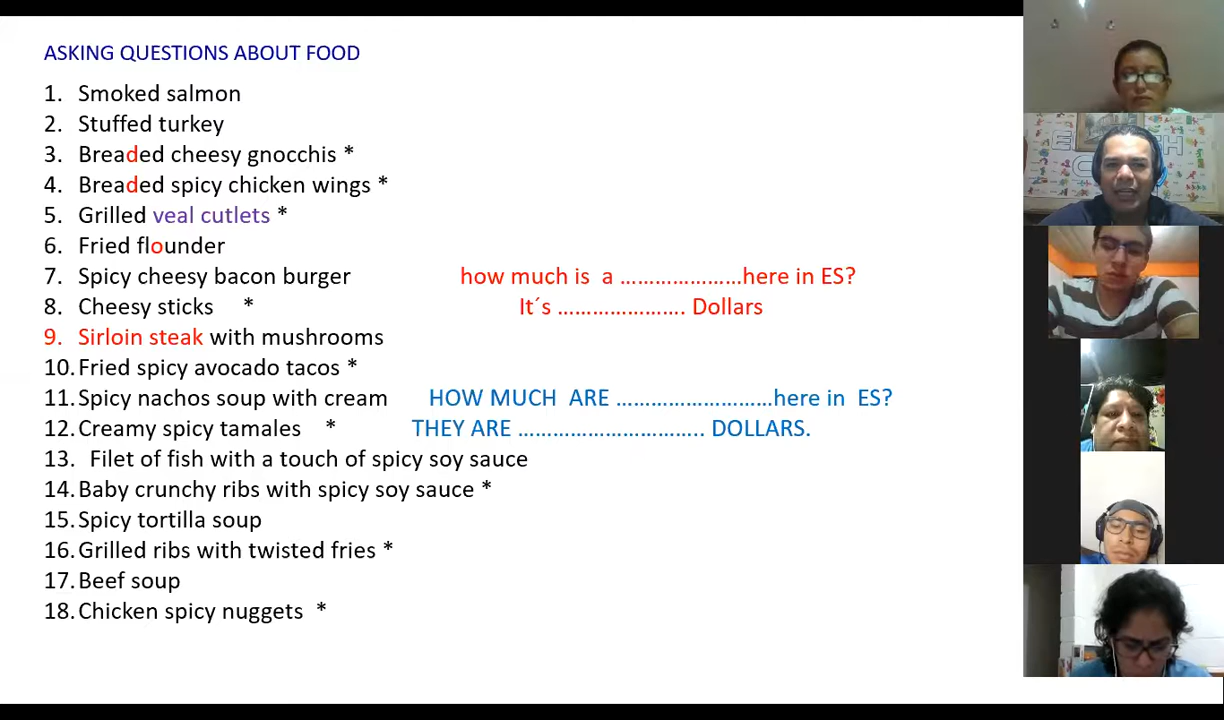 ASKING QUESTIONS ABOUT FOOD
1. Smoked salmon
2. Stuffed turkey
3. Breaded cheesy gnocchis *
4. Breaded spicy chicken wings *
5. Grilled veal cutlets *
6. Fried flounder
7. Spicy cheesy bacon burger how much is a ………………..here in ES?
8. Cheesy sticks * It´s …………………. Dollars
9. Sirloin steak with mushrooms
10. Fried spicy avocado tacos *
11. Spicy nachos soup with cream HOW MUCH ARE ………………………here in ES?
12. Creamy spicy tamales * THEY ARE ……………………….. DOLLARS.
13. Filet of fish with a touch of spicy soy sauce
14. Baby crunchy ribs with spicy soy sauce *
15. Spicy tortilla soup
16. Grilled ribs with twisted fries *
17. Beef soup
18. Chicken spicy nuggets *